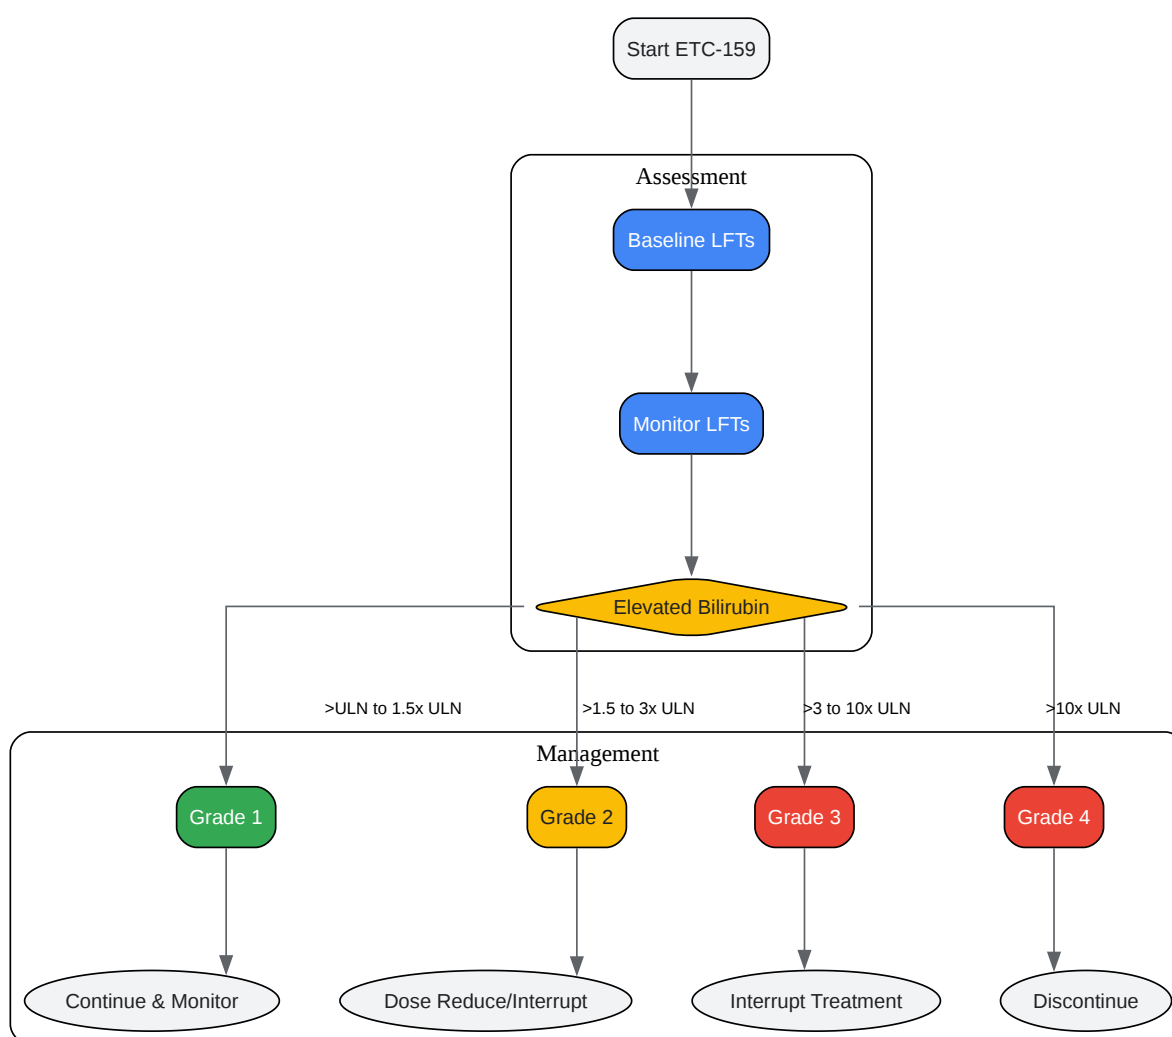 Start ETC-159
Assessment
Baseline LFTs
Monitor LFTs
Elevated Bilirubin
>ULN to 1.5x ULN
>1.5 to 3x ULN
>3 to 10x ULN
>10x ULN
Management
Grade 1
Grade 2
Grade 3
Grade 4
Continue & Monitor
Dose Reduce/Interrupt
Interrupt Treatment
Discontinue